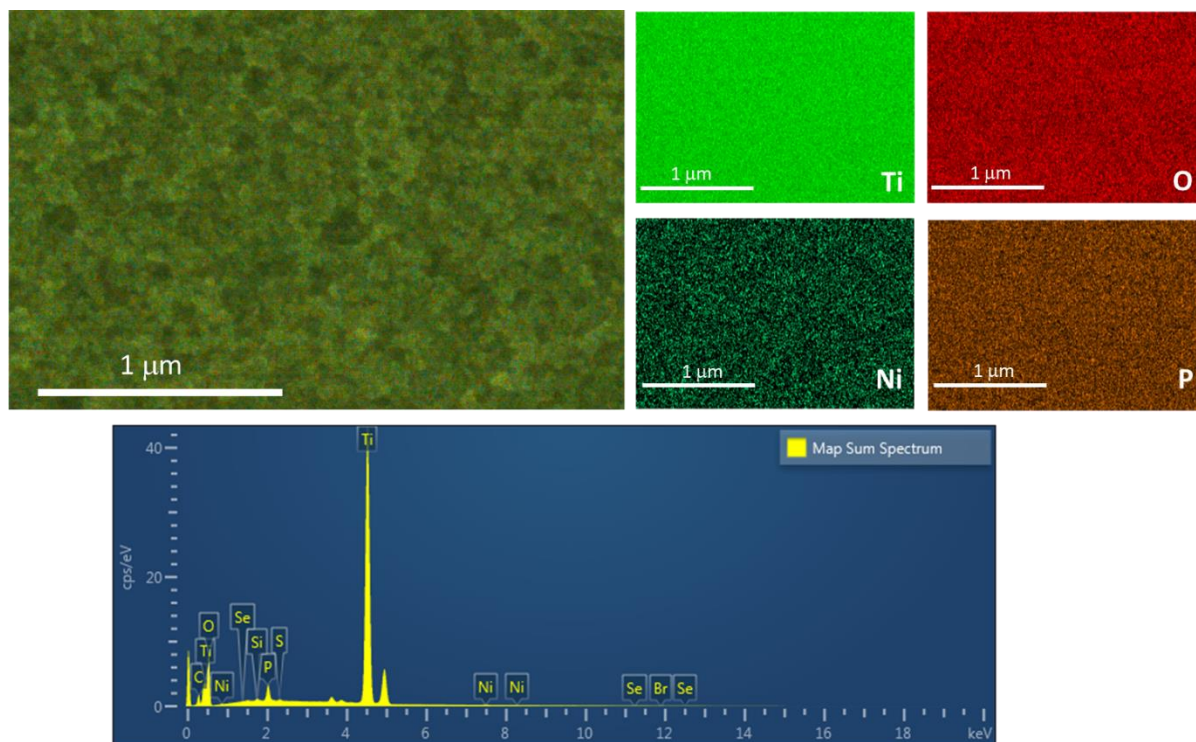 1 μm
1 μm
Ti
1 μm
O
1 μm
Ni
1 μm
P
Ti
Map Sum Spectrum
40
cps/eV
20
Se
O
Si
S
Ti
P
C
Ni
Ni
Ni
Se
Br
Se
0
0
2
4
6
8
10
12
14
16
18
keV